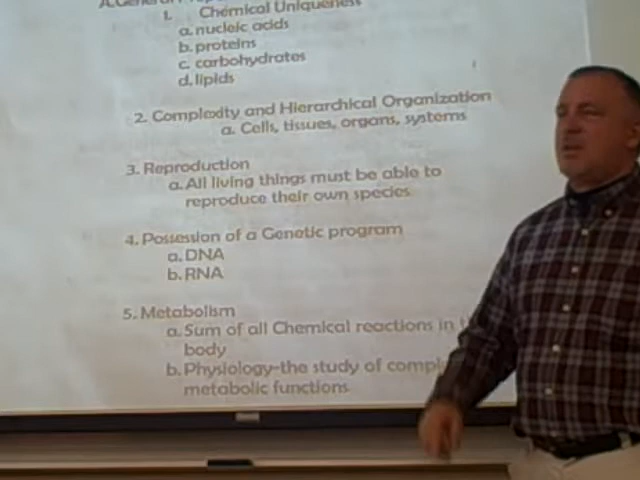 A. General
1. Chemical Uniqueness
a. nucleic acids
b. proteins
c. carbohydrates
d. lipids
2. Complexity and Hierarchical Organization
a. Cells, tissues, organs, systems
3. Reproduction
a. All living things must be able to
reproduce their own species
4. Possession of a Genetic program
a. DNA
b. RNA
5. Metabolism
a. Sum of all Chemical reactions in
body
b. Physiology-the study of
metabolic functions